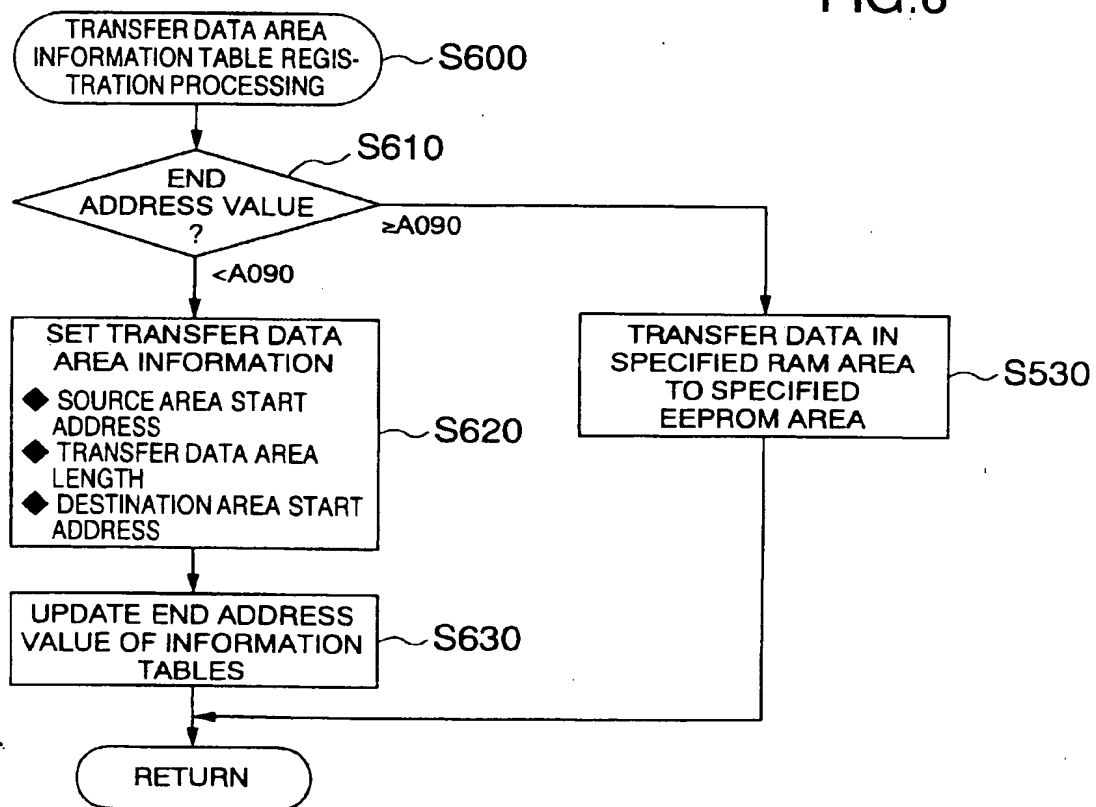 FIG.
TRANSFER DATA AREA
INFORMATION TABLE REGIS-
TRATION PROCESSING
S600
S610
END
ADDRESS VALUE
?
≥A090
<A090
SET TRANSFER DATA
AREA INFORMATION
◆ SOURCE AREA START
ADDRESS
◆ TRANSFER DATA AREA
LENGTH
◆ DESTINATION AREA START
ADDRESS
S620
TRANSFER DATA IN
SPECIFIED RAM AREA
TO SPECIFIED
EEPROM AREA
S530
UPDATE END ADDRESS
VALUE OF INFORMATION
TABLES
S630
RETURN